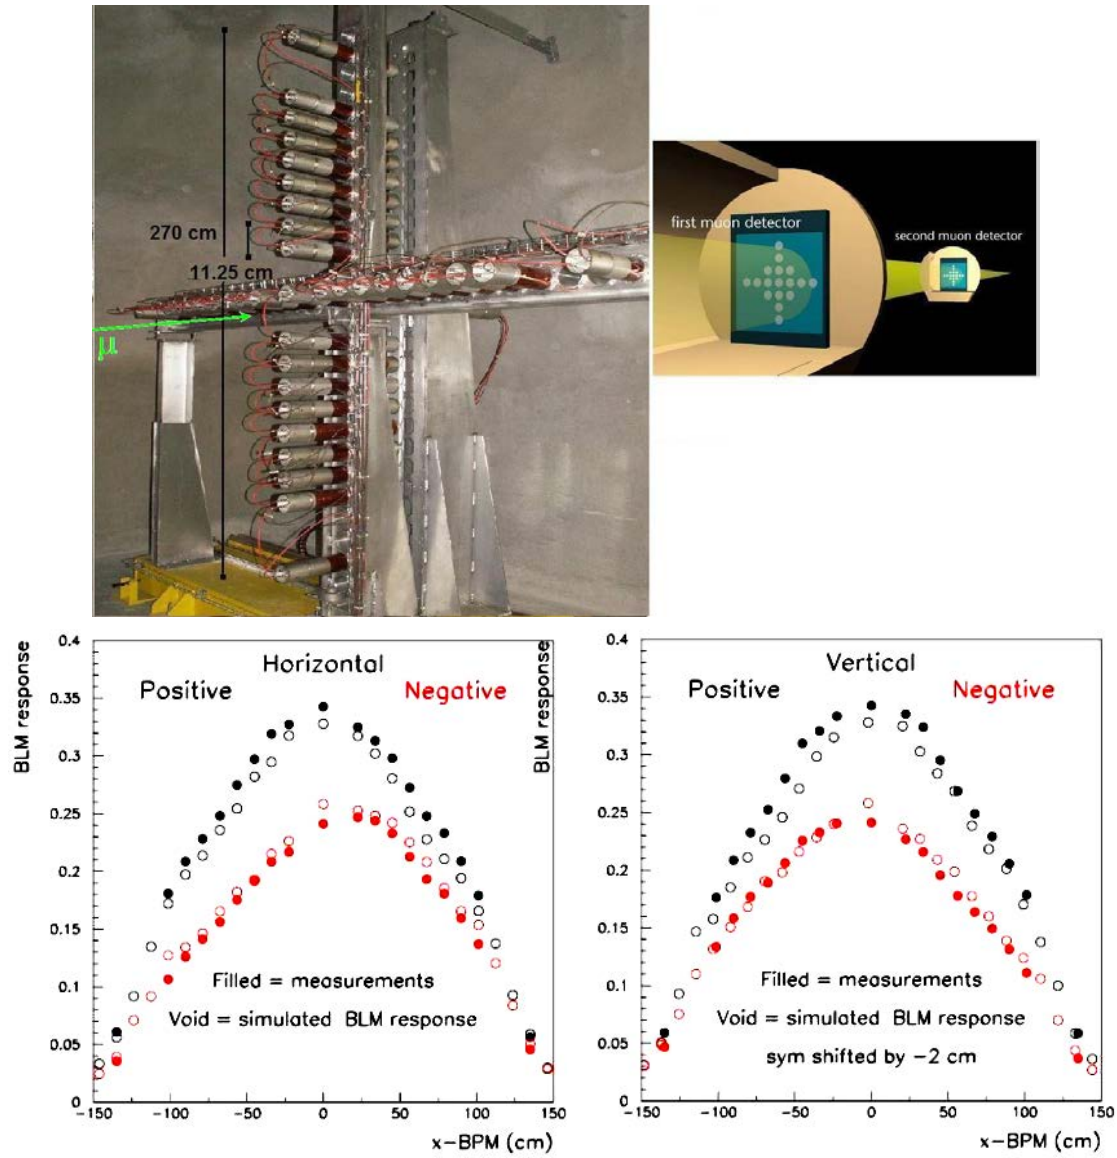 270 cm
11.25 cm
μ
first muon detector
second muon detector
BLM response
0.4
0.35
0.3
0.25
0.2
0.15
0.1
0.05
0
Horizontal
Positive
Negative
Filled = measurements
Void = simulated BLM response
−150
−100
−50
0
50
100
150
x−BPM (cm)
BLM response
0.4
0.35
0.3
0.25
0.2
0.15
0.1
0.05
0
Vertical
Positive
Negative
Filled = measurements
Void = simulated BLM response
sym shifted by −2 cm
−150
−100
−50
0
50
100
150
x−BPM (cm)